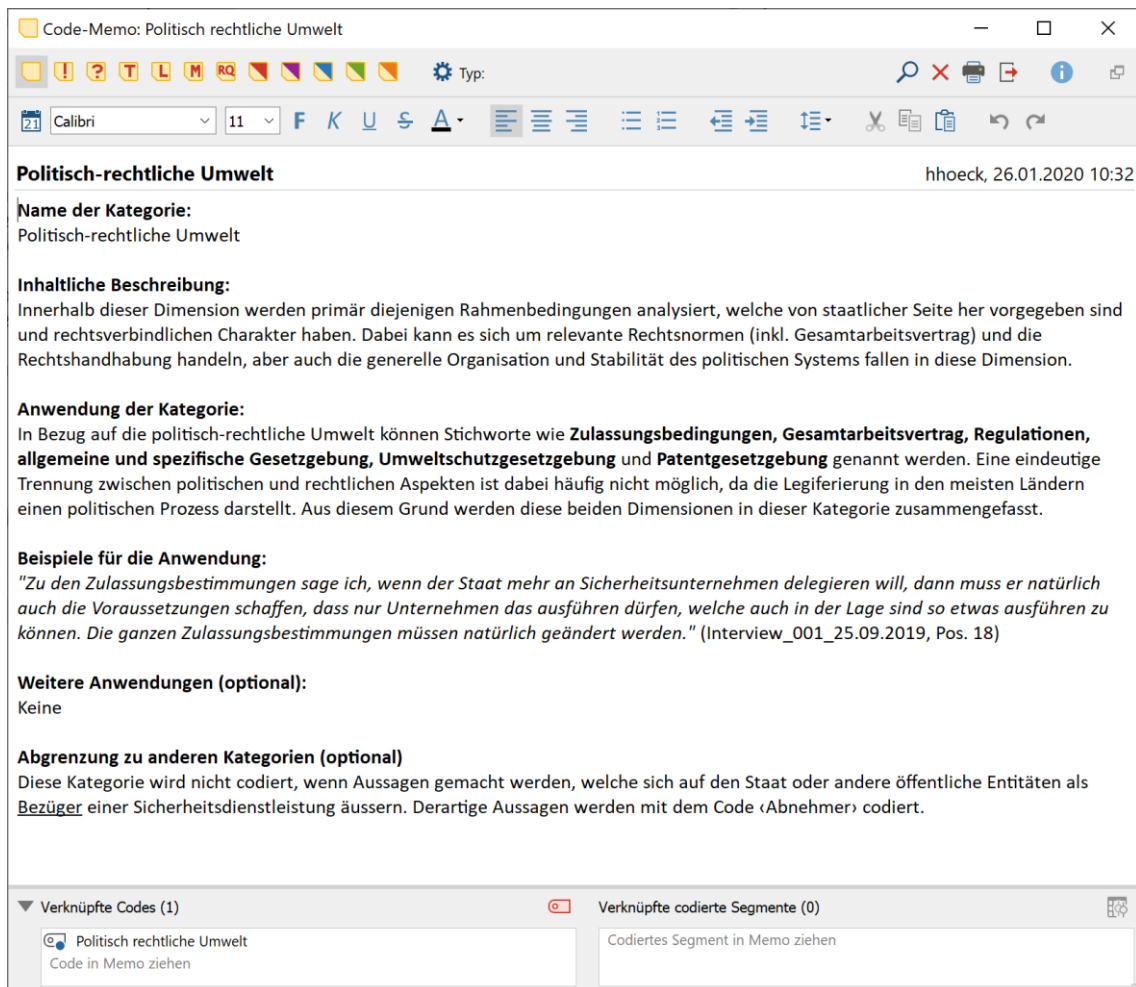 Code-Memo: Politisch rechtliche Umwelt
! ? T L M RQ Typ:
21 Calibri 11 F K U S A
Politisch-rechtliche Umwelt hhoeck, 26.01.2020 10:32
Name der Kategorie:
Politisch-rechtliche Umwelt
Inhaltliche Beschreibung:
Innerhalb dieser Dimension werden primär diejenigen Rahmenbedingungen analysiert, welche von staatlicher Seite her vorgegeben sind
und rechtsverbindlichen Charakter haben. Dabei kann es sich um relevante Rechtsnormen (inkl. Gesamtarbeitsvertrag) und die
Rechtshandhabung handeln, aber auch die generelle Organisation und Stabilität des politischen Systems fallen in diese Dimension.
Anwendung der Kategorie:
In Bezug auf die politisch-rechtliche Umwelt können Stichworte wie Zulassungsbedingungen, Gesamtarbeitsvertrag, Regulationen,
allgemeine und spezifische Gesetzgebung, Umweltschutzgesetzgebung und Patentgesetzgebung genannt werden. Eine eindeutige
Trennung zwischen politischen und rechtlichen Aspekten ist dabei häufig nicht möglich, da die Legiferierung in den meisten Ländern
einen politischen Prozess darstellt. Aus diesem Grund werden diese beiden Dimensionen in dieser Kategorie zusammengefasst.
Beispiele für die Anwendung:
"Zu den Zulassungsbestimmungen sage ich, wenn der Staat mehr an Sicherheitsunternehmen delegieren will, dann muss er natürlich
auch die Voraussetzungen schaffen, dass nur Unternehmen das ausführen dürfen, welche auch in der Lage sind so etwas ausführen zu
können. Die ganzen Zulassungsbestimmungen müssen natürlich geändert werden." (Interview_001_25.09.2019, Pos. 18)
Weitere Anwendungen (optional):
Keine
Abgrenzung zu anderen Kategorien (optional)
Diese Kategorie wird nicht codiert, wenn Aussagen gemacht werden, welche sich auf den Staat oder andere öffentliche Entitäten als
Bezüger einer Sicherheitsdienstleistung äussern. Derartige Aussagen werden mit dem Code ‹Abnehmer› codiert.
Verknüpfte Codes (1) Verknüpfte codierte Segmente (0)
Politisch rechtliche Umwelt Codiertes Segment in Memo ziehen
Code in Memo ziehen